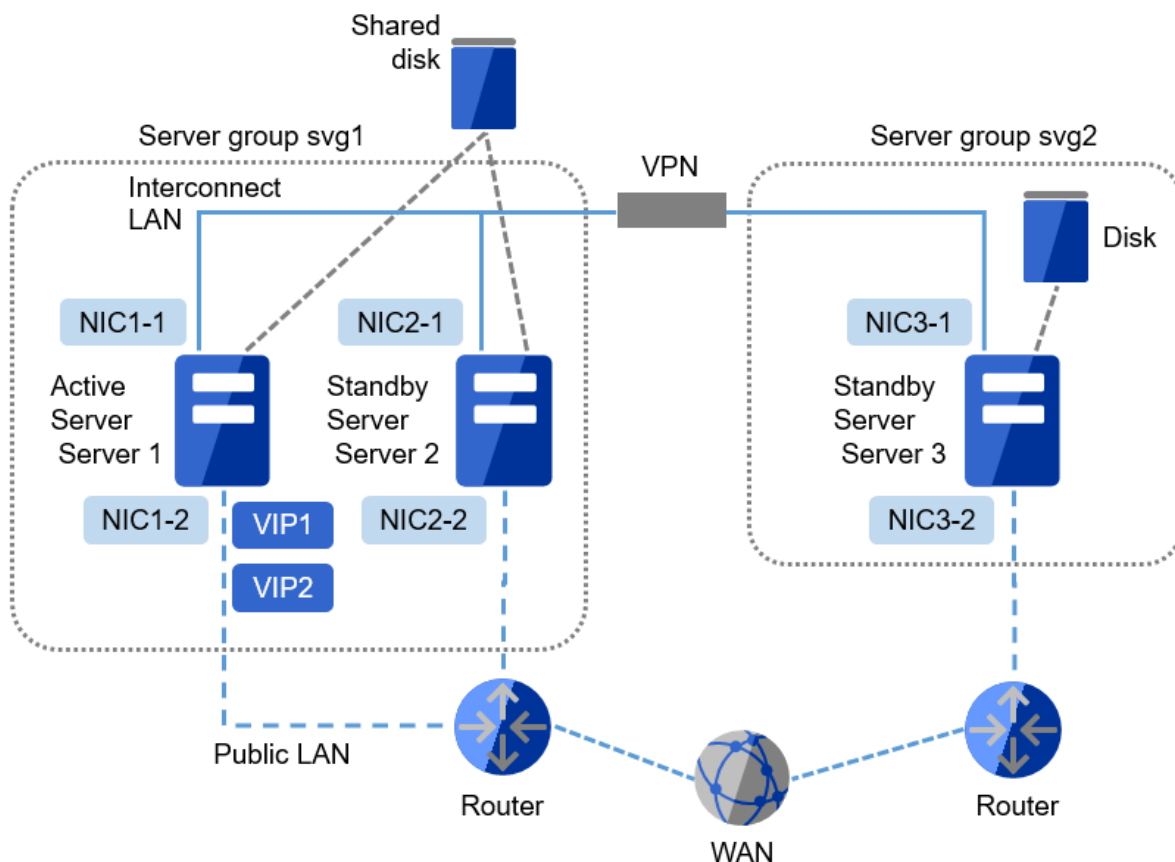 Shared
disk
Server group svg1
Server group svg2
Interconnect
LAN
VPN
Disk
NIC1-1
NIC2-1
NIC3-1
Active
Server
Server 1
Standby
Server
Server 2
Standby
Server
Server 3
NIC1-2
VIP1
NIC2-2
NIC3-2
VIP2
Public LAN
Router
Router
WAN